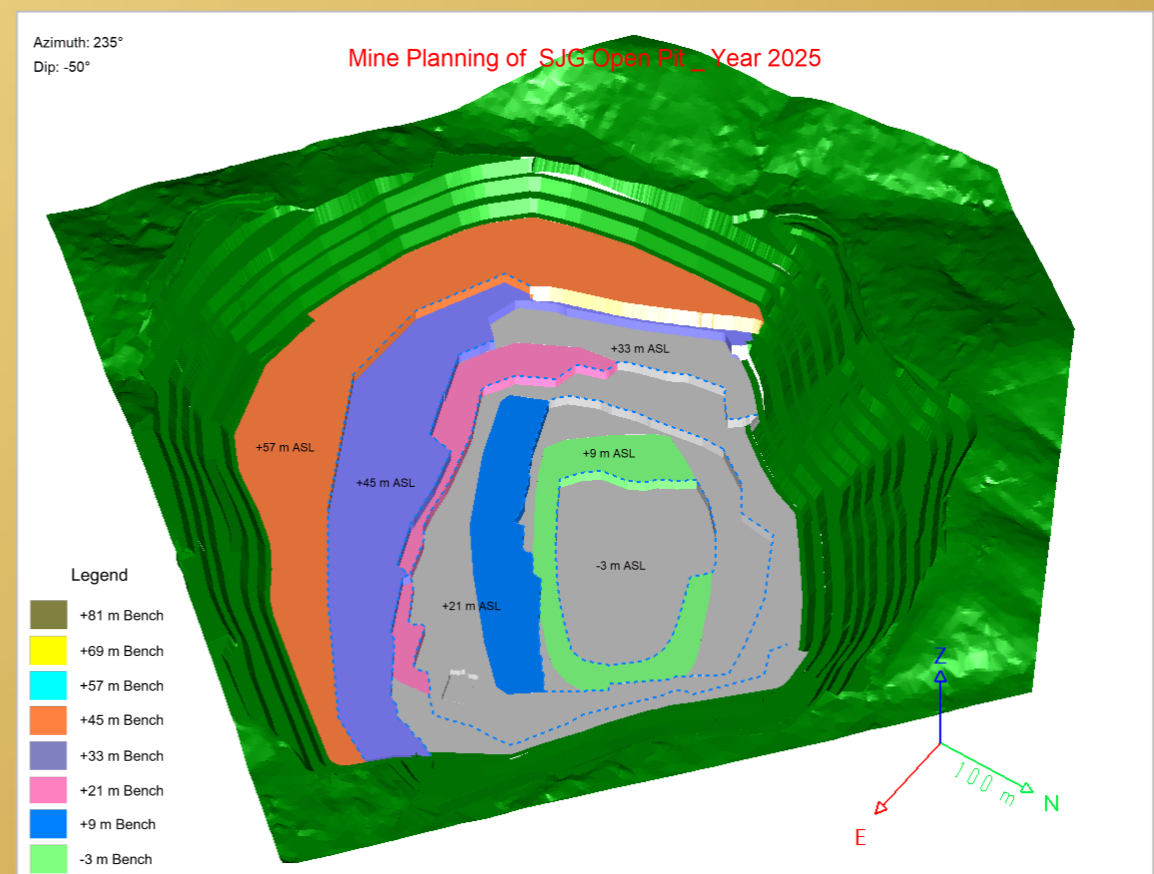 Azimuth: 235°
Dip: -50°
Mine Planning of SJG Open Pit _ Year 2025
+33 m ASL
+57 m ASL
+9 m ASL
+45 m ASL
-3 m ASL
+21 m ASL
Legend
+81 m Bench
+69 m Bench
+57 m Bench
+45 m Bench
+33 m Bench
+21 m Bench
+9 m Bench
-3 m Bench
Z
100 m
N
E